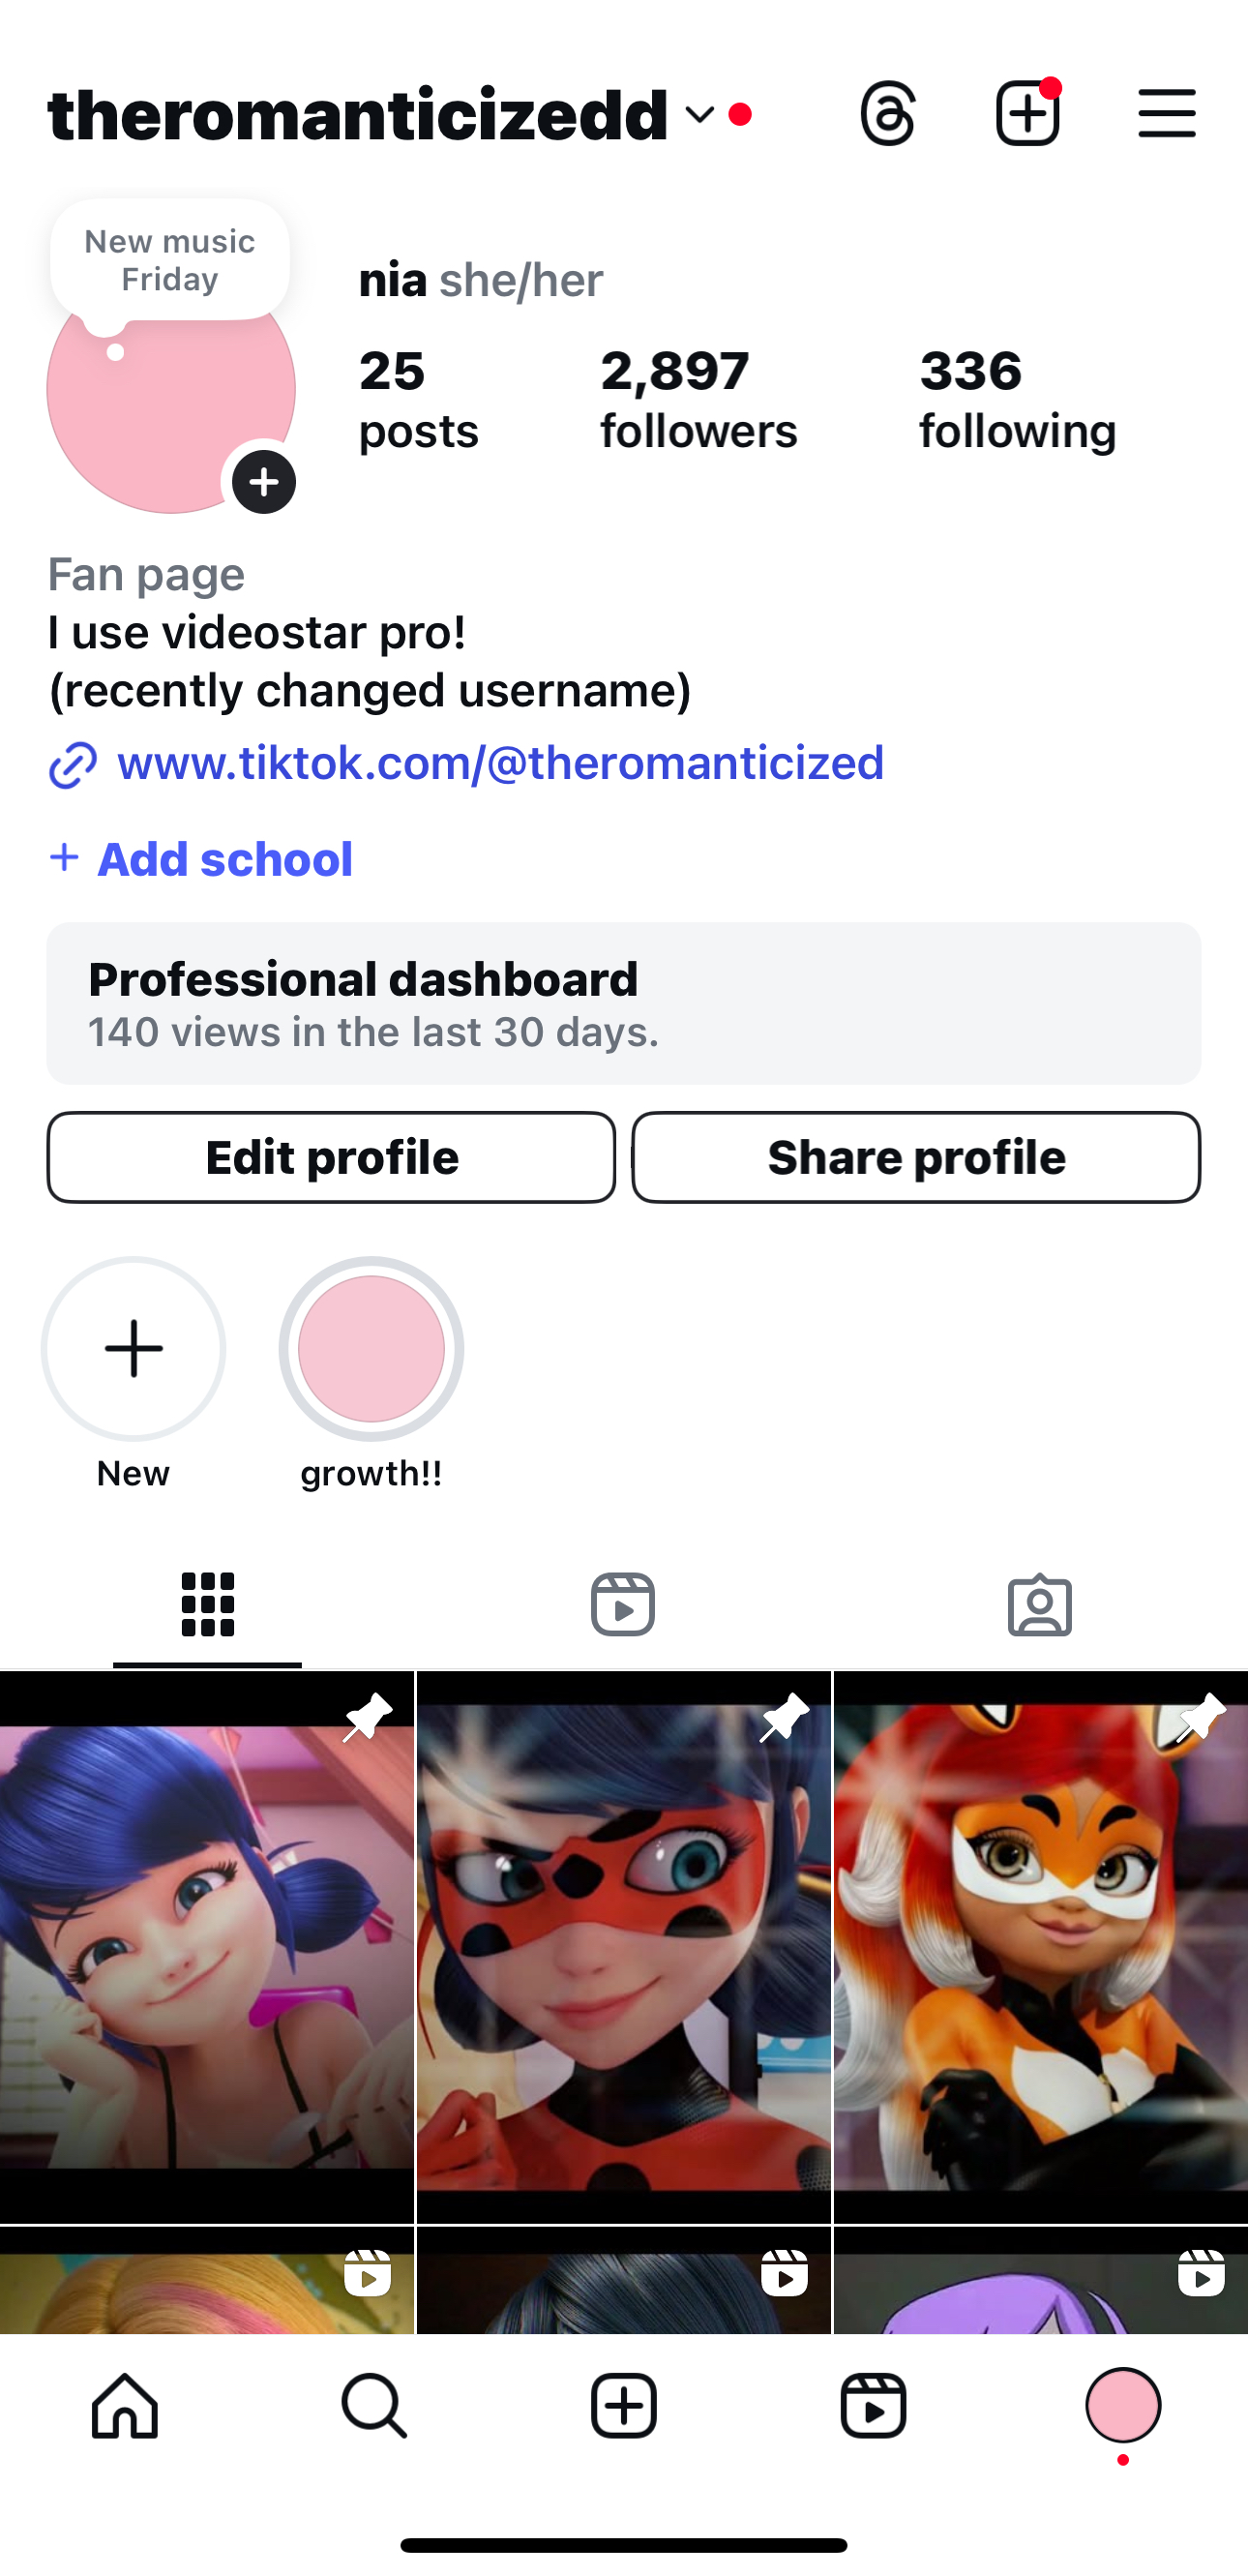 theromanticizedd
New music
Friday
nia she/her
25
posts
2,897
followers
336
following
Fan page
I use videostar pro!
(recently changed username)
www.tiktok.com/@theromanticized
+ Add school
Professional dashboard
140 views in the last 30 days.
Edit profile
Share profile
New
growth!!